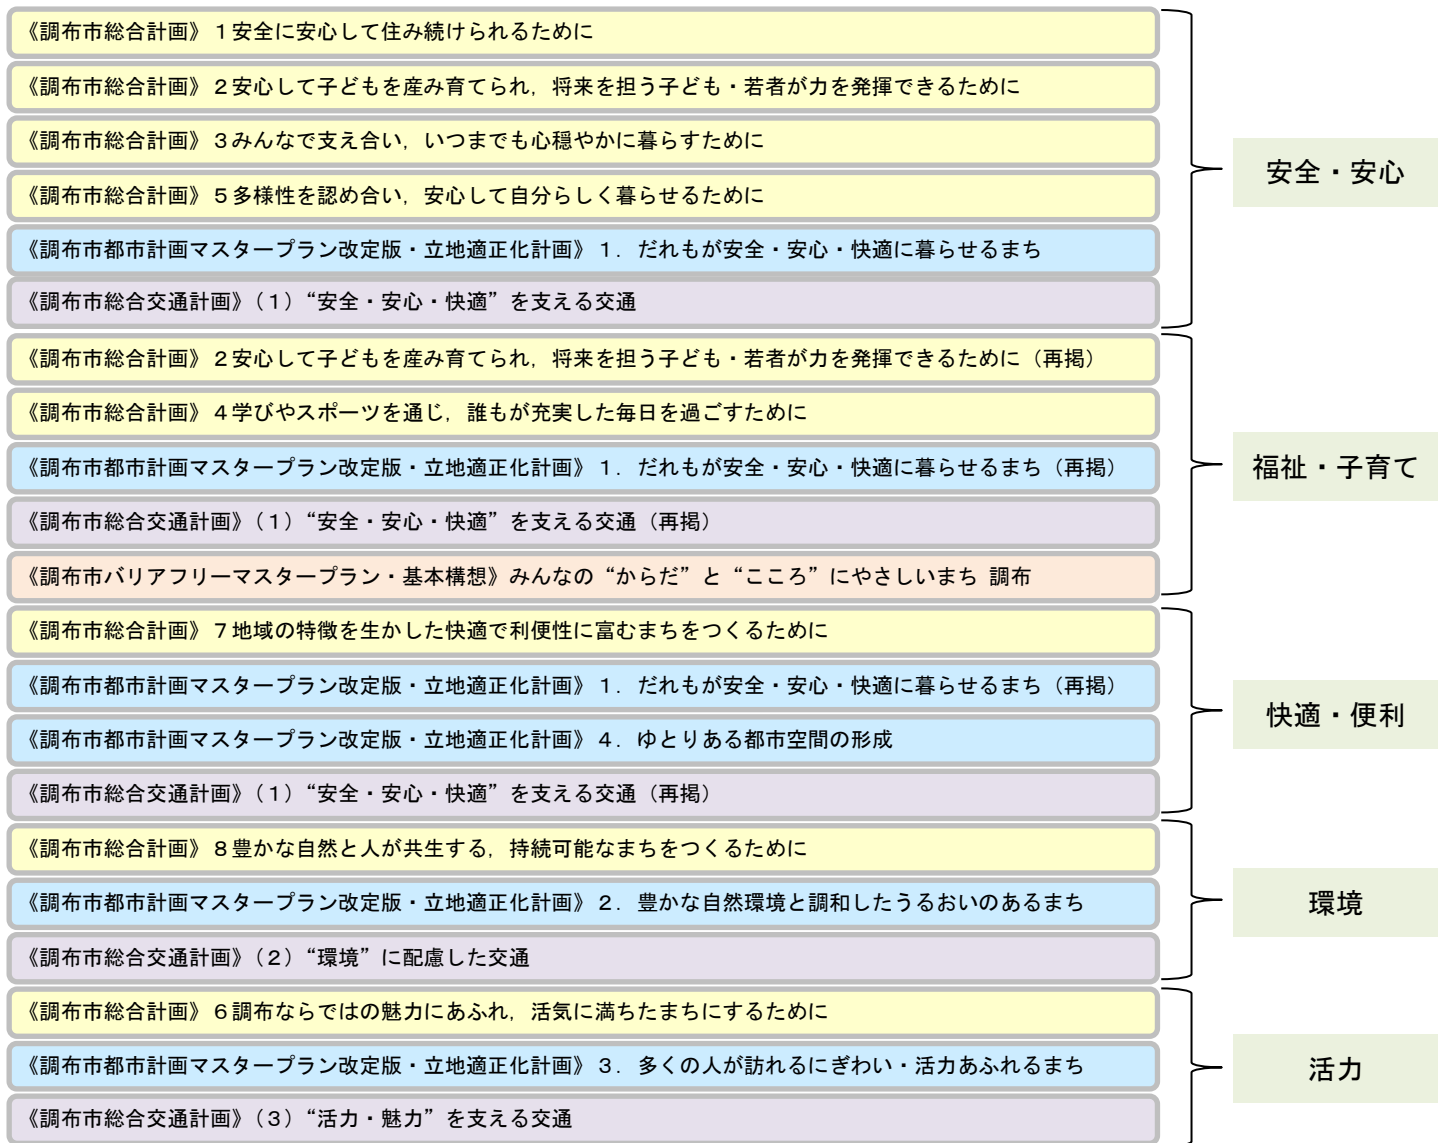 《調布市総合計画》1安全に安心して住み続けられるために
《調布市総合計画》2安心して子どもを産み育てられ，将来を担う子ども・若者が力を発揮できるために
《調布市総合計画》3みんなで支え合い，いつまでも心穏やかに暮らすために
《調布市総合計画》5多様性を認め合い，安心して自分らしく暮らせるために
《調布市都市計画マスタープラン改定版・立地適正化計画》1．だれもが安全・安心・快適に暮らせるまち
《調布市総合交通計画》（1）“安全・安心・快適”を支える交通
安全・安心
《調布市総合計画》2安心して子どもを産み育てられ，将来を担う子ども・若者が力を発揮できるために（再掲）
《調布市総合計画》4学びやスポーツを通じ，誰もが充実した毎日を過ごすために
《調布市都市計画マスタープラン改定版・立地適正化計画》1．だれもが安全・安心・快適に暮らせるまち（再掲）
《調布市総合交通計画》（1）“安全・安心・快適”を支える交通（再掲）
《調布市バリアフリーマスタープラン・基本構想》みんなの“からだ”と“こころ”にやさしいまち 調布
福祉・子育て
《調布市総合計画》7地域の特徴を生かした快適で利便性に富むまちをつくるために
《調布市都市計画マスタープラン改定版・立地適正化計画》1．だれもが安全・安心・快適に暮らせるまち（再掲）
《調布市都市計画マスタープラン改定版・立地適正化計画》4．ゆとりある都市空間の形成
《調布市総合交通計画》（1）“安全・安心・快適”を支える交通（再掲）
快適・便利
《調布市総合計画》8豊かな自然と人が共生する，持続可能なまちをつくるために
《調布市都市計画マスタープラン改定版・立地適正化計画》2．豊かな自然環境と調和したうるおいのあるまち
《調布市総合交通計画》（2）“環境”に配慮した交通
環境
《調布市総合計画》6調布ならではの魅力にあふれ，活気に満ちたまちにするために
《調布市都市計画マスタープラン改定版・立地適正化計画》3．多くの人が訪れるにぎわい・活力あふれるまち
《調布市総合交通計画》（3）“活力・魅力”を支える交通
活力